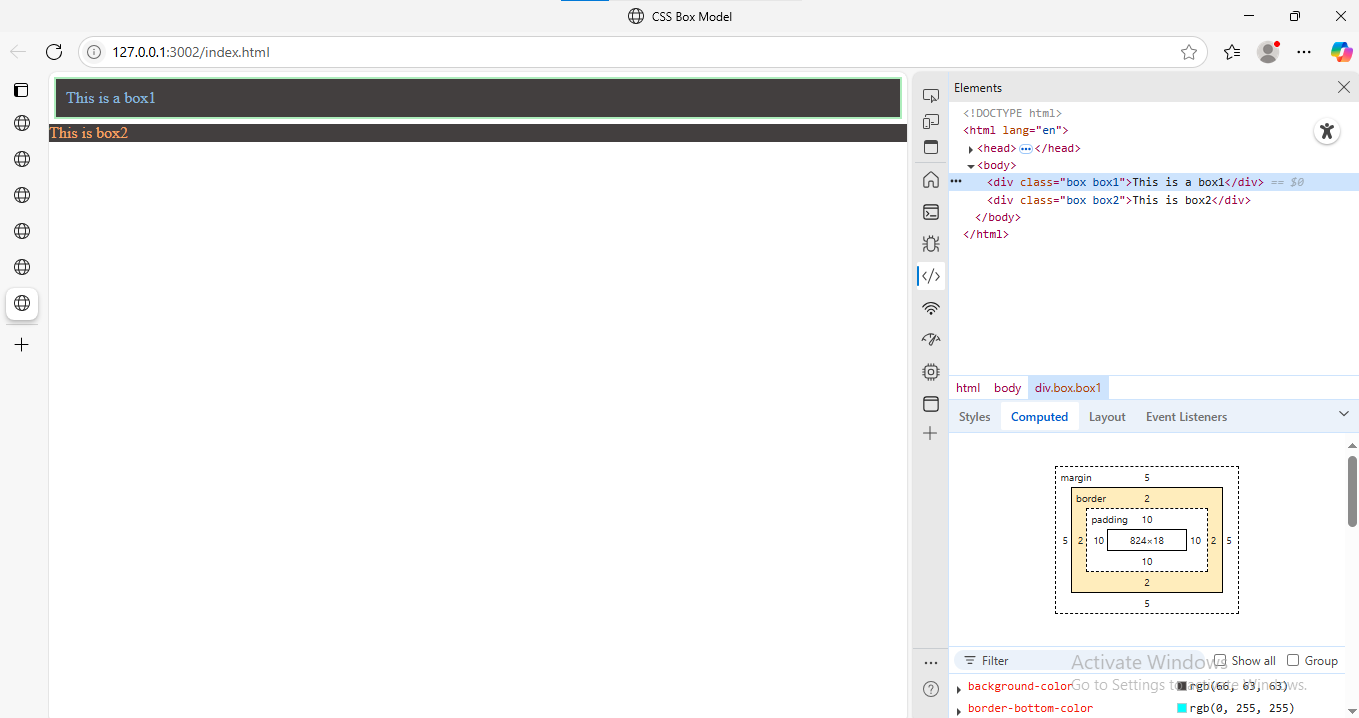 CSS Box Model
127.0.0.1:3002/index.html
This is a box1
This is box2
Elements
<!DOCTYPE html>
<html lang="en">
<head> ••• </head>
<body>
••• <div class="box box1">This is a box1</div> == $0
<div class="box box2">This is box2</div>
</body>
</html>
html body div.box.box1
Styles Computed Layout Event Listeners
margin 5
border 2
padding 10
5 2 10 824×18 10 2 5
10
2
5
Filter Show all Group
Activate Windows
Go to Settings to activate Windows.
background-color rgb(66, 63, 63)
border-bottom-color rgb(0, 255, 255)